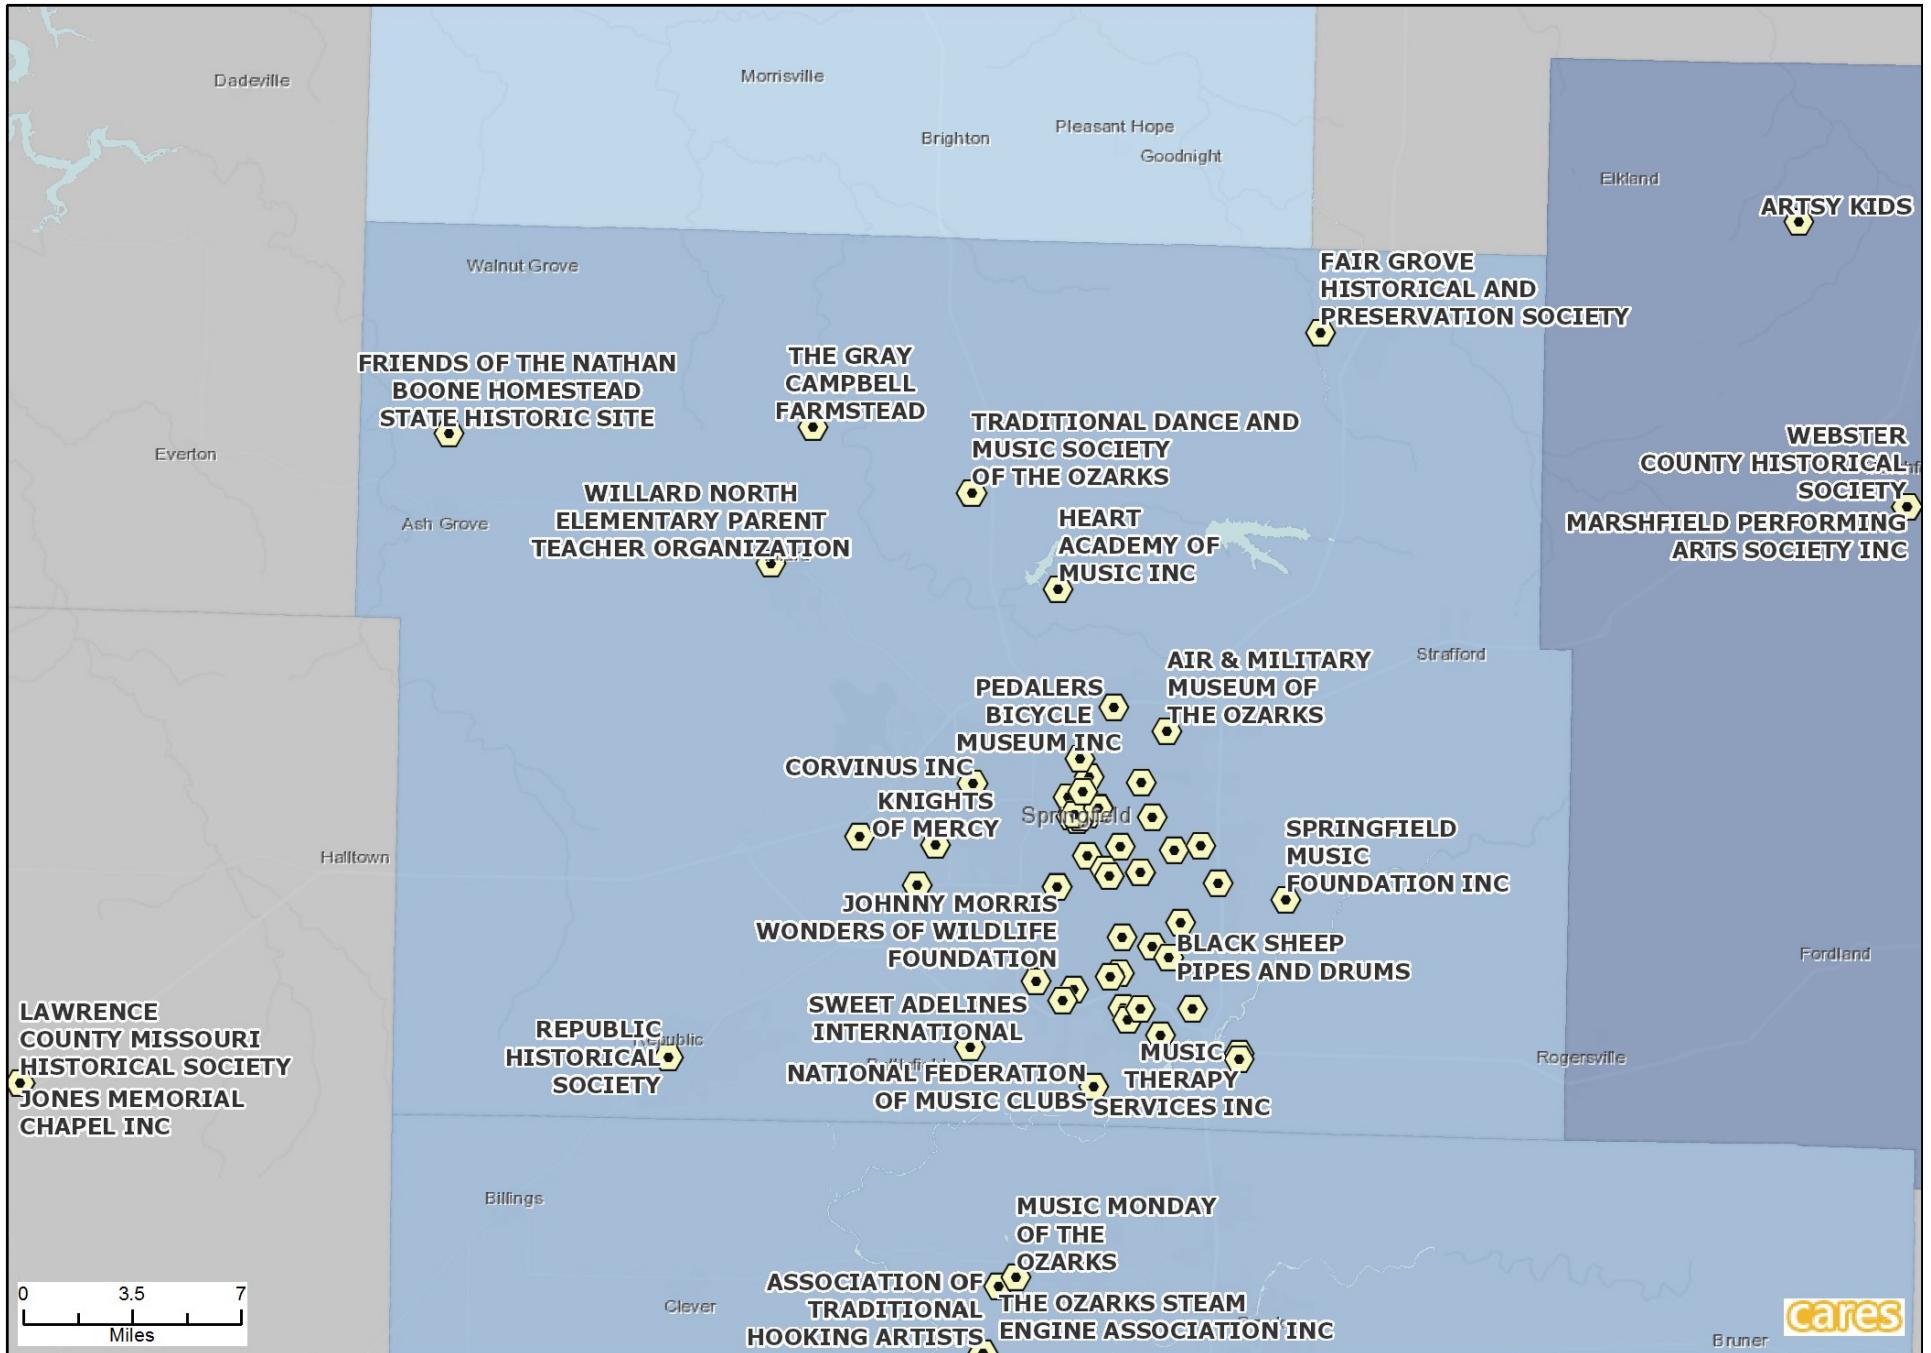 Dadeville
Morrisville
Brighton
Pleasant Hope
Goodnight
Elkland
ARTSY KIDS
Walnut Grove
FAIR GROVE
HISTORICAL AND
PRESERVATION SOCIETY
FRIENDS OF THE NATHAN
BOONE HOMESTEAD
STATE HISTORIC SITE
THE GRAY
CAMPBELL
FARMSTEAD
TRADITIONAL DANCE AND
MUSIC SOCIETY
OF THE OZARKS
WEBSTER
COUNTY HISTORICAL
SOCIETY
MARSHFIELD PERFORMING
ARTS SOCIETY INC
Everton
Ash Grove
WILLARD NORTH
ELEMENTARY PARENT
TEACHER ORGANIZATION
HEART
ACADEMY OF
MUSIC INC
Strafford
AIR & MILITARY
MUSEUM OF
THE OZARKS
PEDALERS
BICYCLE
MUSEUM INC
CORVINUS INC
KNIGHTS
OF MERCY
Springfield
SPRINGFIELD
MUSIC
FOUNDATION INC
Halltown
JOHNNY MORRIS
WONDERS OF WILDLIFE
FOUNDATION
BLACK SHEEP
PIPES AND DRUMS
Fordland
LAWRENCE
COUNTY MISSOURI
HISTORICAL SOCIETY
JONES MEMORIAL
CHAPEL INC
REPUBLIC
HISTORICAL
SOCIETY
Republic
SWEET ADELINES
INTERNATIONAL
NATIONAL FEDERATION
OF MUSIC CLUBS
MUSIC
THERAPY
SERVICES INC
Rogersville
Billings
MUSIC MONDAY
OF THE
OZARKS
ASSOCIATION OF
TRADITIONAL
HOOKING ARTISTS
THE OZARKS STEAM
ENGINE ASSOCIATION INC
Clever
Bruner
0 3.5 7
Miles
cares